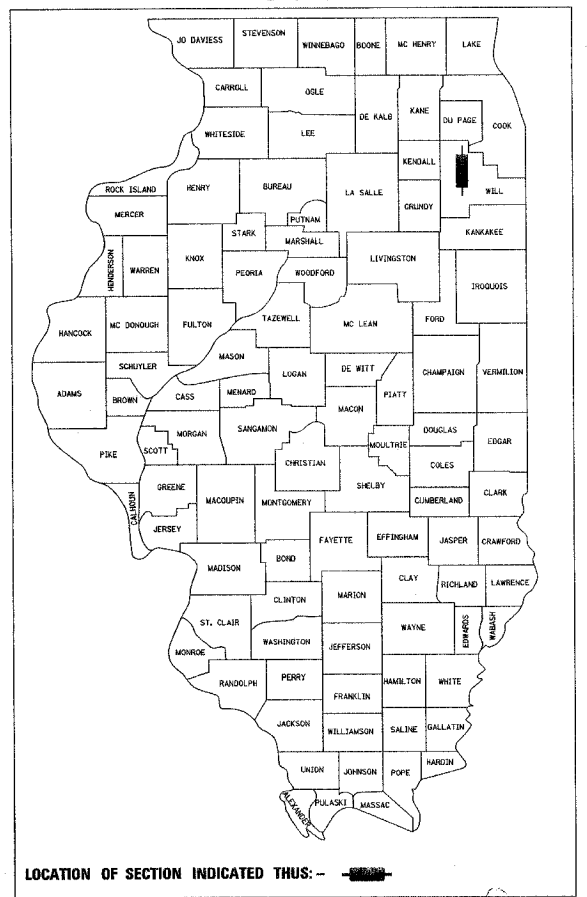 JO DAVIESS
STEVENSON
WINNEBAGO
BOONE
MC HENRY
LAKE
CARROLL
OGLE
DE KALB
KANE
DU PAGE
COOK
WHITESIDE
LEE
KENDALL
WILL
ROCK ISLAND
HENRY
BUREAU
LA SALLE
GRUNDY
MERCER
PUTNAM
KANKAKEE
STARK
MARSHALL
HENDERSON
WARREN
KNOX
PEORIA
WOODFORD
LIVINGSTON
IROQUOIS
HANCOCK
MC DONOUGH
FULTON
TAZEWELL
MC LEAN
FORD
SCHUYLER
MASON
LOGAN
DE WITT
CHAMPAIGN
VERMILION
ADAMS
BROWN
CASS
MENARD
MACON
PIATT
PIKE
SCOTT
MORGAN
SANGAMON
MOULTRIE
DOUGLAS
EDGAR
CHRISTIAN
COLES
CALHOUN
GREENE
MACOUPIN
MONTGOMERY
SHELBY
CUMBERLAND
CLARK
JERSEY
FAYETTE
EFFINGHAM
JASPER
CRAWFORD
MADISON
BOND
CLAY
RICHLAND
LAWRENCE
CLINTON
MARION
ST. CLAIR
WAYNE
EDWARDS
WABASH
WASHINGTON
JEFFERSON
MONROE
RANDOLPH
PERRY
HAMILTON
WHITE
FRANKLIN
JACKSON
WILLIAMSON
SALINE
GALLATIN
UNION
JOHNSON
POPE
HARDIN
ALEXANDER
PULASKI
MASSAC
LOCATION OF SECTION INDICATED THUS: -